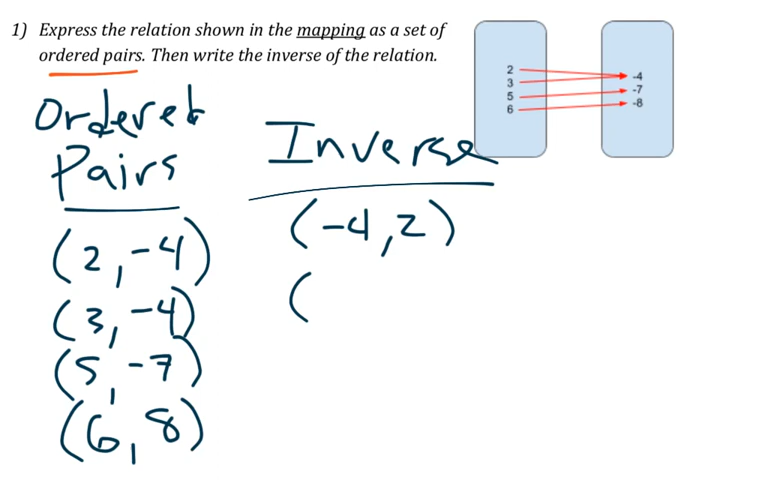 1) Express the relation shown in the mapping as a set of
ordered pairs. Then write the inverse of the relation.
2
3
5
6
-4
-7
-8
Ordered
Pairs
(2,-4)
(3,-4)
(5,-7)
(6,8)
Inverse
(-4,2)
(